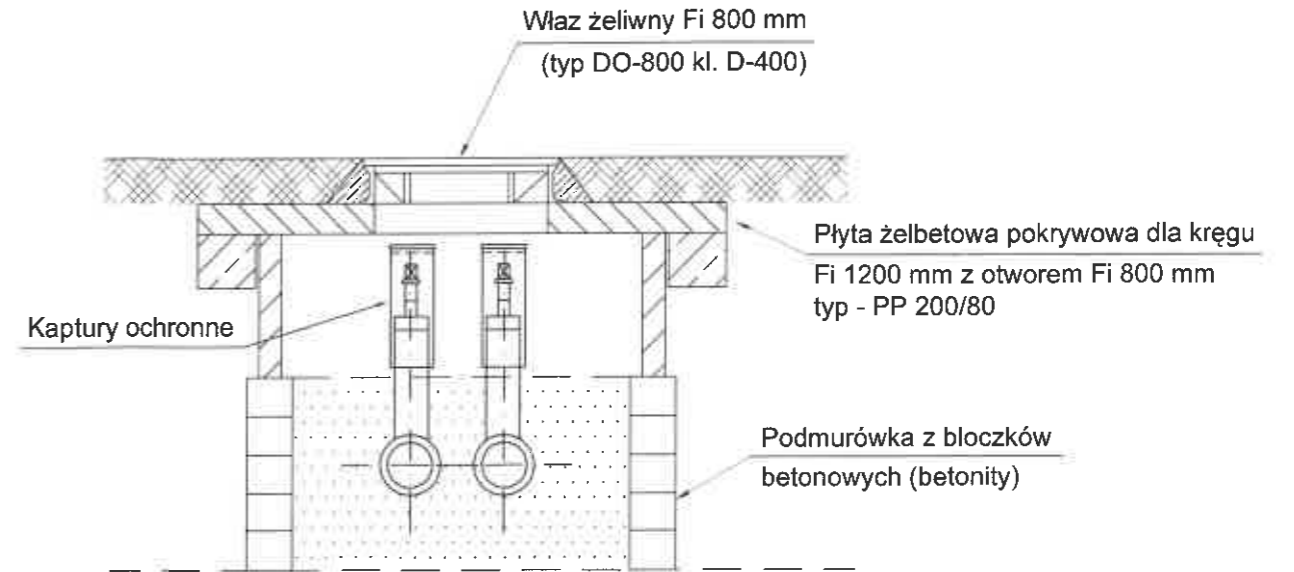 Właz żeliwny Fi 800 mm
(typ DO-800 kl. D-400)
Płyta żelbetowa pokrywowa dla kręgu
Fi 1200 mm z otworem Fi 800 mm
typ - PP 200/80
Kaptury ochronne
Podmurówka z bloczków
betonowych (betonity)